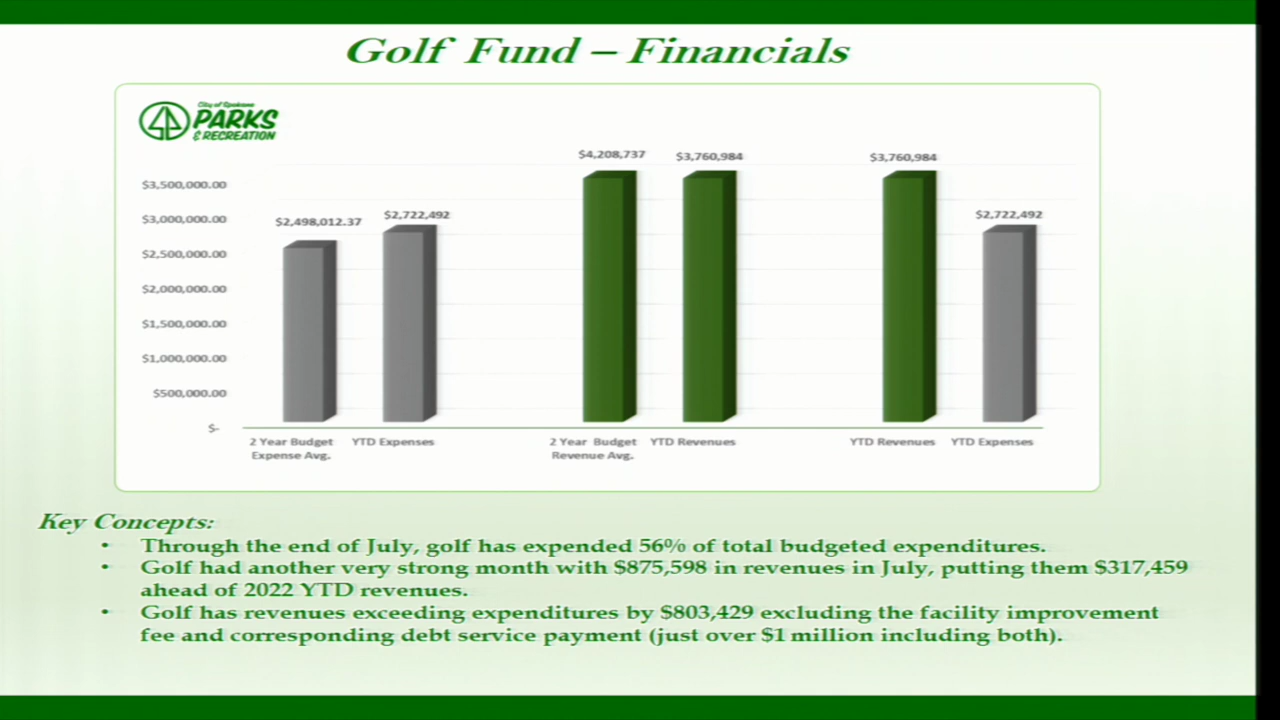 Golf Fund – Financials
City of Spokane
PARKS
& RECREATION
$4,208,737
$3,760,984
$3,760,984
$3,500,000.00
$3,000,000.00
$2,498,012.37
$2,722,492
$2,722,492
$2,500,000.00
$2,000,000.00
$1,500,000.00
$1,000,000.00
$500,000.00
$-
2 Year Budget
Expense Avg.
YTD Expenses
2 Year Budget
Revenue Avg.
YTD Revenues
YTD Revenues
YTD Expenses
Key Concepts:
• Through the end of July, golf has expended 56% of total budgeted expenditures.
• Golf had another very strong month with $875,598 in revenues in July, putting them $317,459
ahead of 2022 YTD revenues.
• Golf has revenues exceeding expenditures by $803,429 excluding the facility improvement
fee and corresponding debt service payment (just over $1 million including both).